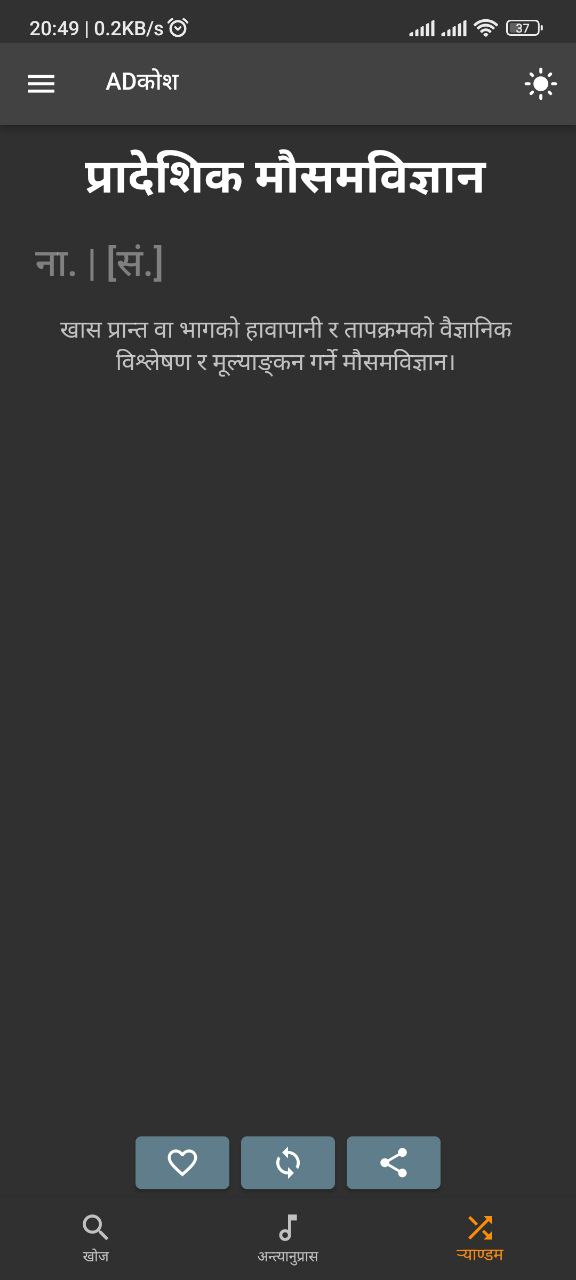 20:49 | 0.2KB/s
37
ADकोश
प्रादेशिक मौसमविज्ञान
ना. | [सं.]
खास प्रान्त वा भागको हावापानी र तापक्रमको वैज्ञानिक
विश्लेषण र मूल्याङ्कन गर्ने मौसमविज्ञान।
खोज
अन्त्यानुप्रास
र्‍याण्डम